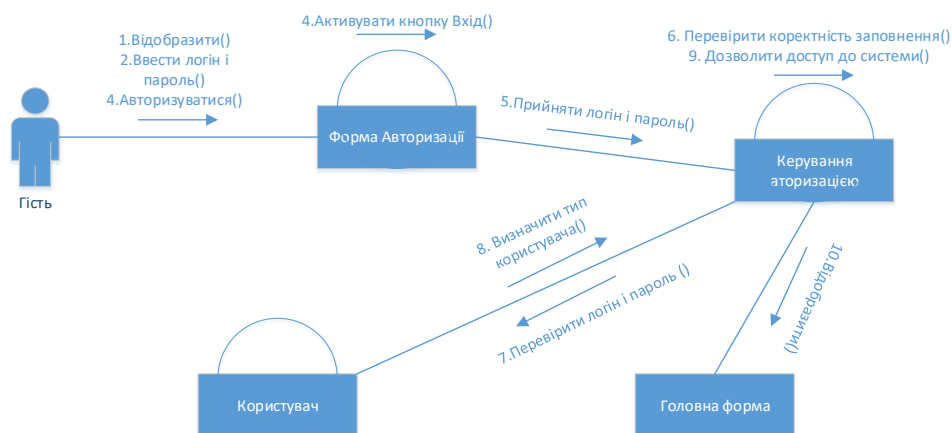 4.Активувати кнопку Вхід()
1.Відобразити()
2.Ввести логін і
пароль()
4.Авторизуватися()
6. Перевірити коректність заповнення()
9. Дозволити доступ до системи()
5.Прийняти логін і пароль()
Форма Авторизації
Керування
аторизацією
Гість
8. Визначити тип
користувача()
7.Перевірити логін і пароль ()
10.Відобразити()
Користувач
Головна форма